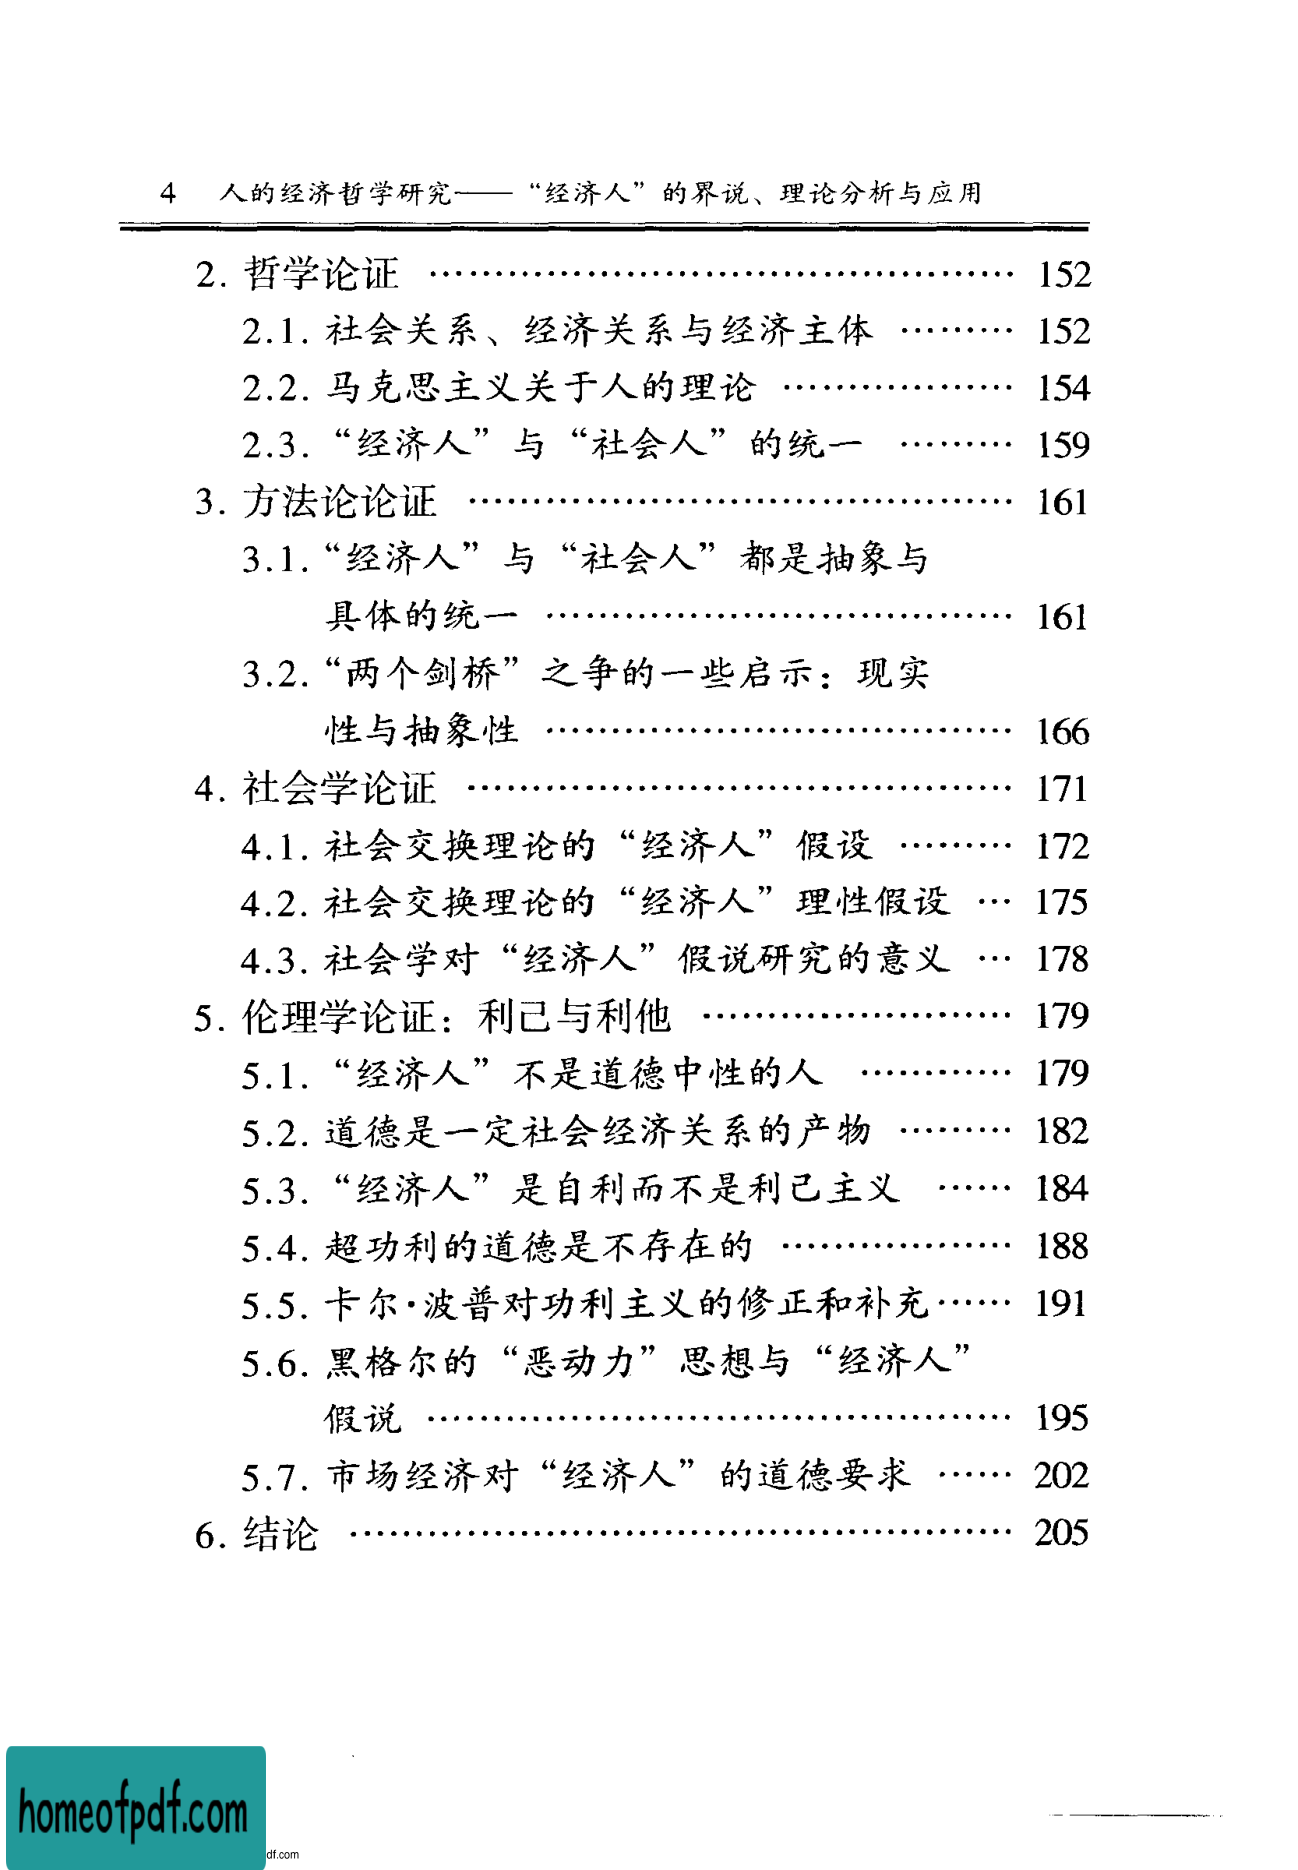 4 人的经济哲学研究——“经济人”的界说、理论分析与应用
2. 哲学论证 ………………………………………… 152
2.1. 社会关系、经济关系与经济主体 ……… 152
2.2. 马克思主义关于人的理论 ……………… 154
2.3. “经济人”与“社会人”的统一 ……… 159
3. 方法论论证 ……………………………………… 161
3.1. “经济人”与“社会人”都是抽象与
具体的统一 ………………………………… 161
3.2. “两个剑桥”之争的一些启示：现实
性与抽象性 ………………………………… 166
4. 社会学论证 ……………………………………… 171
4.1. 社会交换理论的“经济人”假设 ……… 172
4.2. 社会交换理论的“经济人”理性假设 … 175
4.3. 社会学对“经济人”假说研究的意义 … 178
5. 伦理学论证：利己与利他 …………………… 179
5.1. “经济人”不是道德中性的人 ………… 179
5.2. 道德是一定社会经济关系的产物 ……… 182
5.3. “经济人”是自利而不是利己主义 …… 184
5.4. 超功利的道德是不存在的 ……………… 188
5.5. 卡尔·波普对功利主义的修正和补充…… 191
5.6. 黑格尔的“恶动力”思想与“经济人”
假说 ………………………………………… 195
5.7. 市场经济对“经济人”的道德要求 …… 202
6. 结论 ……………………………………………… 205
homeofpdf.com
df.com